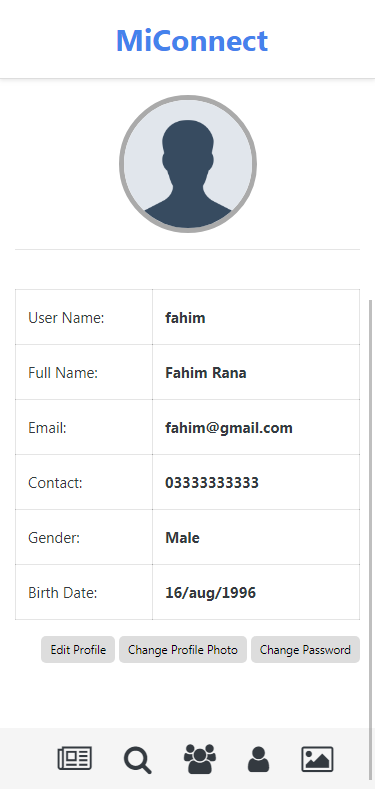 MiConnect
User Name: fahim
Full Name: Fahim Rana
Email: fahim@gmail.com
Contact: 03333333333
Gender: Male
Birth Date: 16/aug/1996
Edit Profile Change Profile Photo Change Password